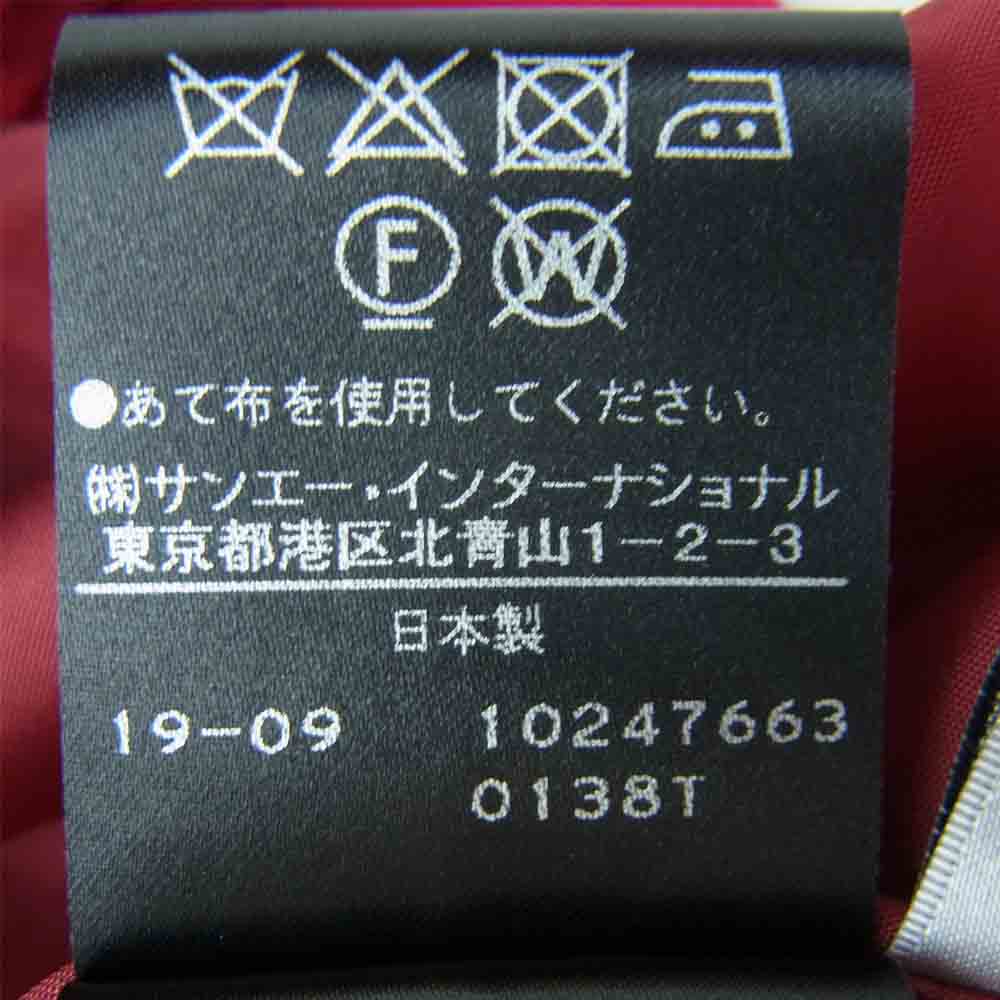 F W
●あて布を使用してください。
㈱サンエー・インターナショナル
東京都港区北青山1-2-3
日本製
19-09 10247663
0138T